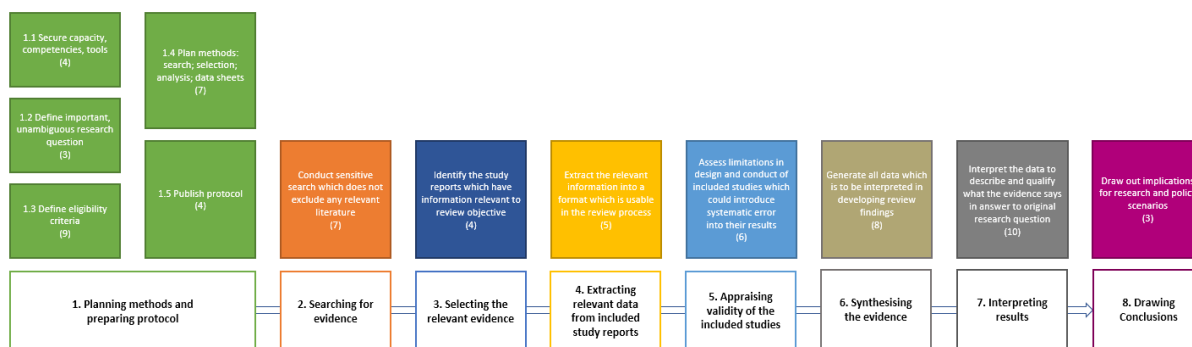 1.1 Secure capacity,
competencies, tools
(4)
1.2 Define important,
unambiguous research
question
(3)
1.3 Define eligibility
criteria
(9)
1.4 Plan methods:
search; selection;
analysis; data sheets
(7)
1.5 Publish protocol
(4)
Conduct sensitive
search which does not
exclude any relevant
literature
(7)
Identify the study
reports which have
information relevant to
review objective
(4)
Extract the relevant
information into a
format which is usable
in the review process
(5)
Assess limitations in
design and conduct of
included studies which
could introduce
systematic error
into their results
(6)
Generate all data which
is to be interpreted in
developing review
findings
(8)
Interpret the data to
describe and qualify
what the evidence says
in answer to original
research question
(10)
Draw out implications
for research and policy
scenarios
(3)
1. Planning methods and
preparing protocol
2. Searching for
evidence
3. Selecting the
relevant evidence
4. Extracting
relevant data
from included
study reports
5. Appraising
validity of the
included studies
6. Synthesising
the evidence
7. Interpreting
results
8. Drawing
Conclusions